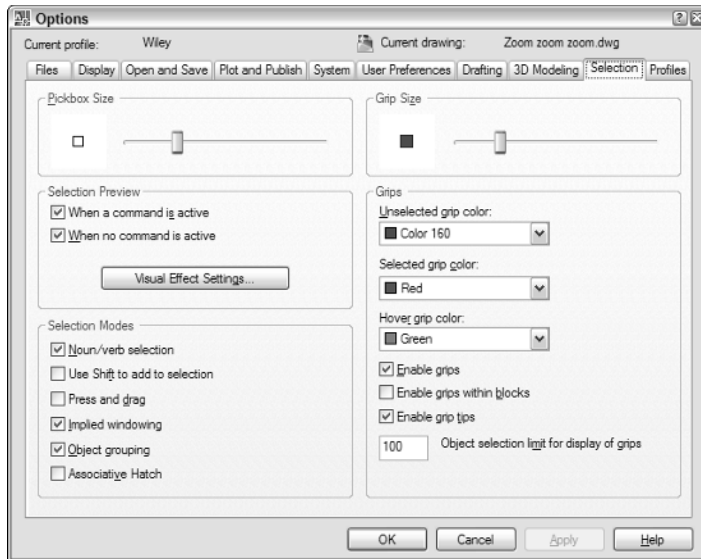 Options
Current profile: Wiley Current drawing: Zoom zoom zoom.dwg
Files Display Open and Save Plot and Publish System User Preferences Drafting 3D Modeling Selection Profiles
Pickbox Size
Grip Size
Selection Preview
When a command is active
When no command is active
Visual Effect Settings...
Selection Modes
Noun/verb selection
Use Shift to add to selection
Press and drag
Implied windowing
Object grouping
Associative Hatch
Grips
Unselected grip color:
Color 160
Selected grip color:
Red
Hover grip color:
Green
Enable grips
Enable grips within blocks
Enable grip tips
100 Object selection limit for display of grips
OK Cancel Apply Help